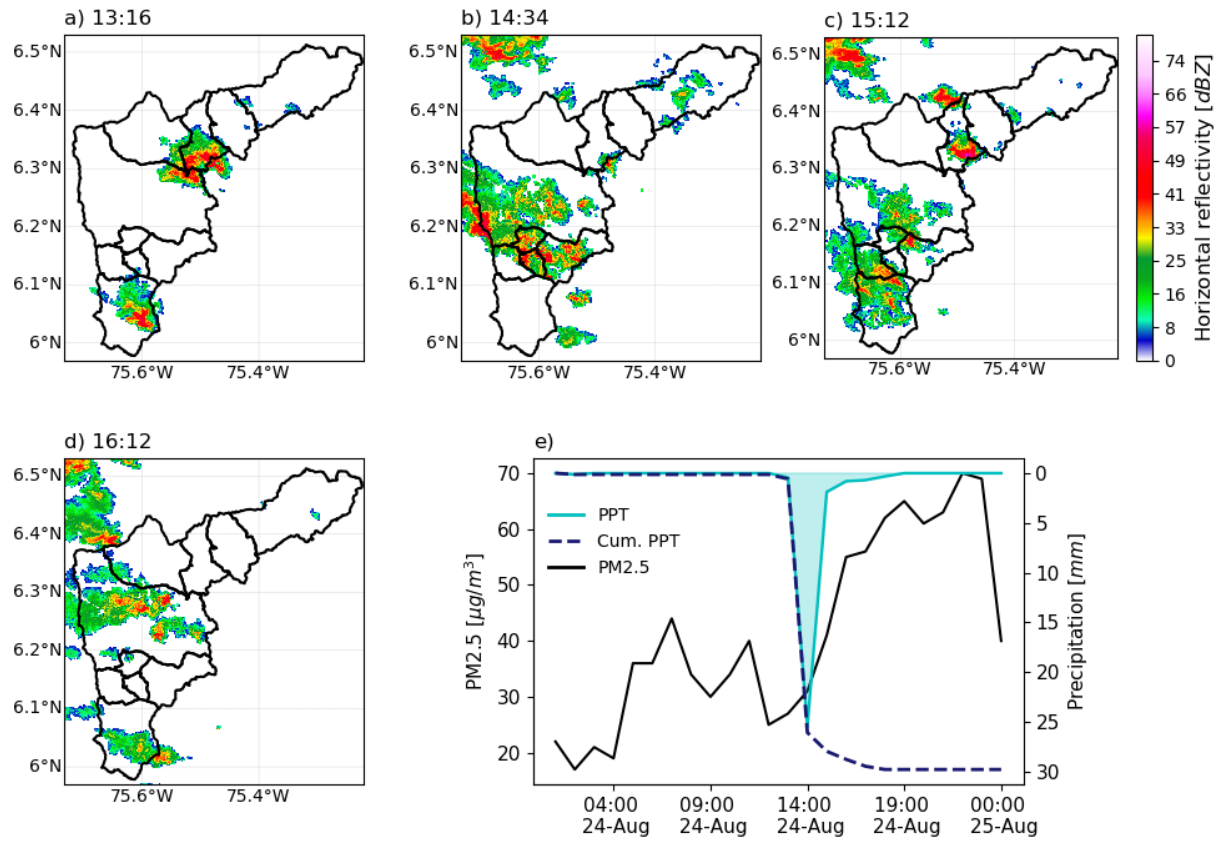 a) 13:16
b) 14:34
c) 15:12
6.5°N
6.4°N
6.3°N
6.2°N
6.1°N
6°N
75.6°W 75.4°W
6.5°N
6.4°N
6.3°N
6.2°N
6.1°N
6°N
75.6°W 75.4°W
6.5°N
6.4°N
6.3°N
6.2°N
6.1°N
6°N
75.6°W 75.4°W
74
66
57
49
41
33
25
16
8
0
Horizontal reflectivity [dBZ]
d) 16:12
6.5°N
6.4°N
6.3°N
6.2°N
6.1°N
6°N
75.6°W 75.4°W
e)
PM2.5 [μg/m³]
70
60
50
40
30
20
PPT
Cum. PPT
PM2.5
0
5
10
15
20
25
30
Precipitation [mm]
04:00 09:00 14:00 19:00 00:00
24-Aug 24-Aug 24-Aug 24-Aug 25-Aug